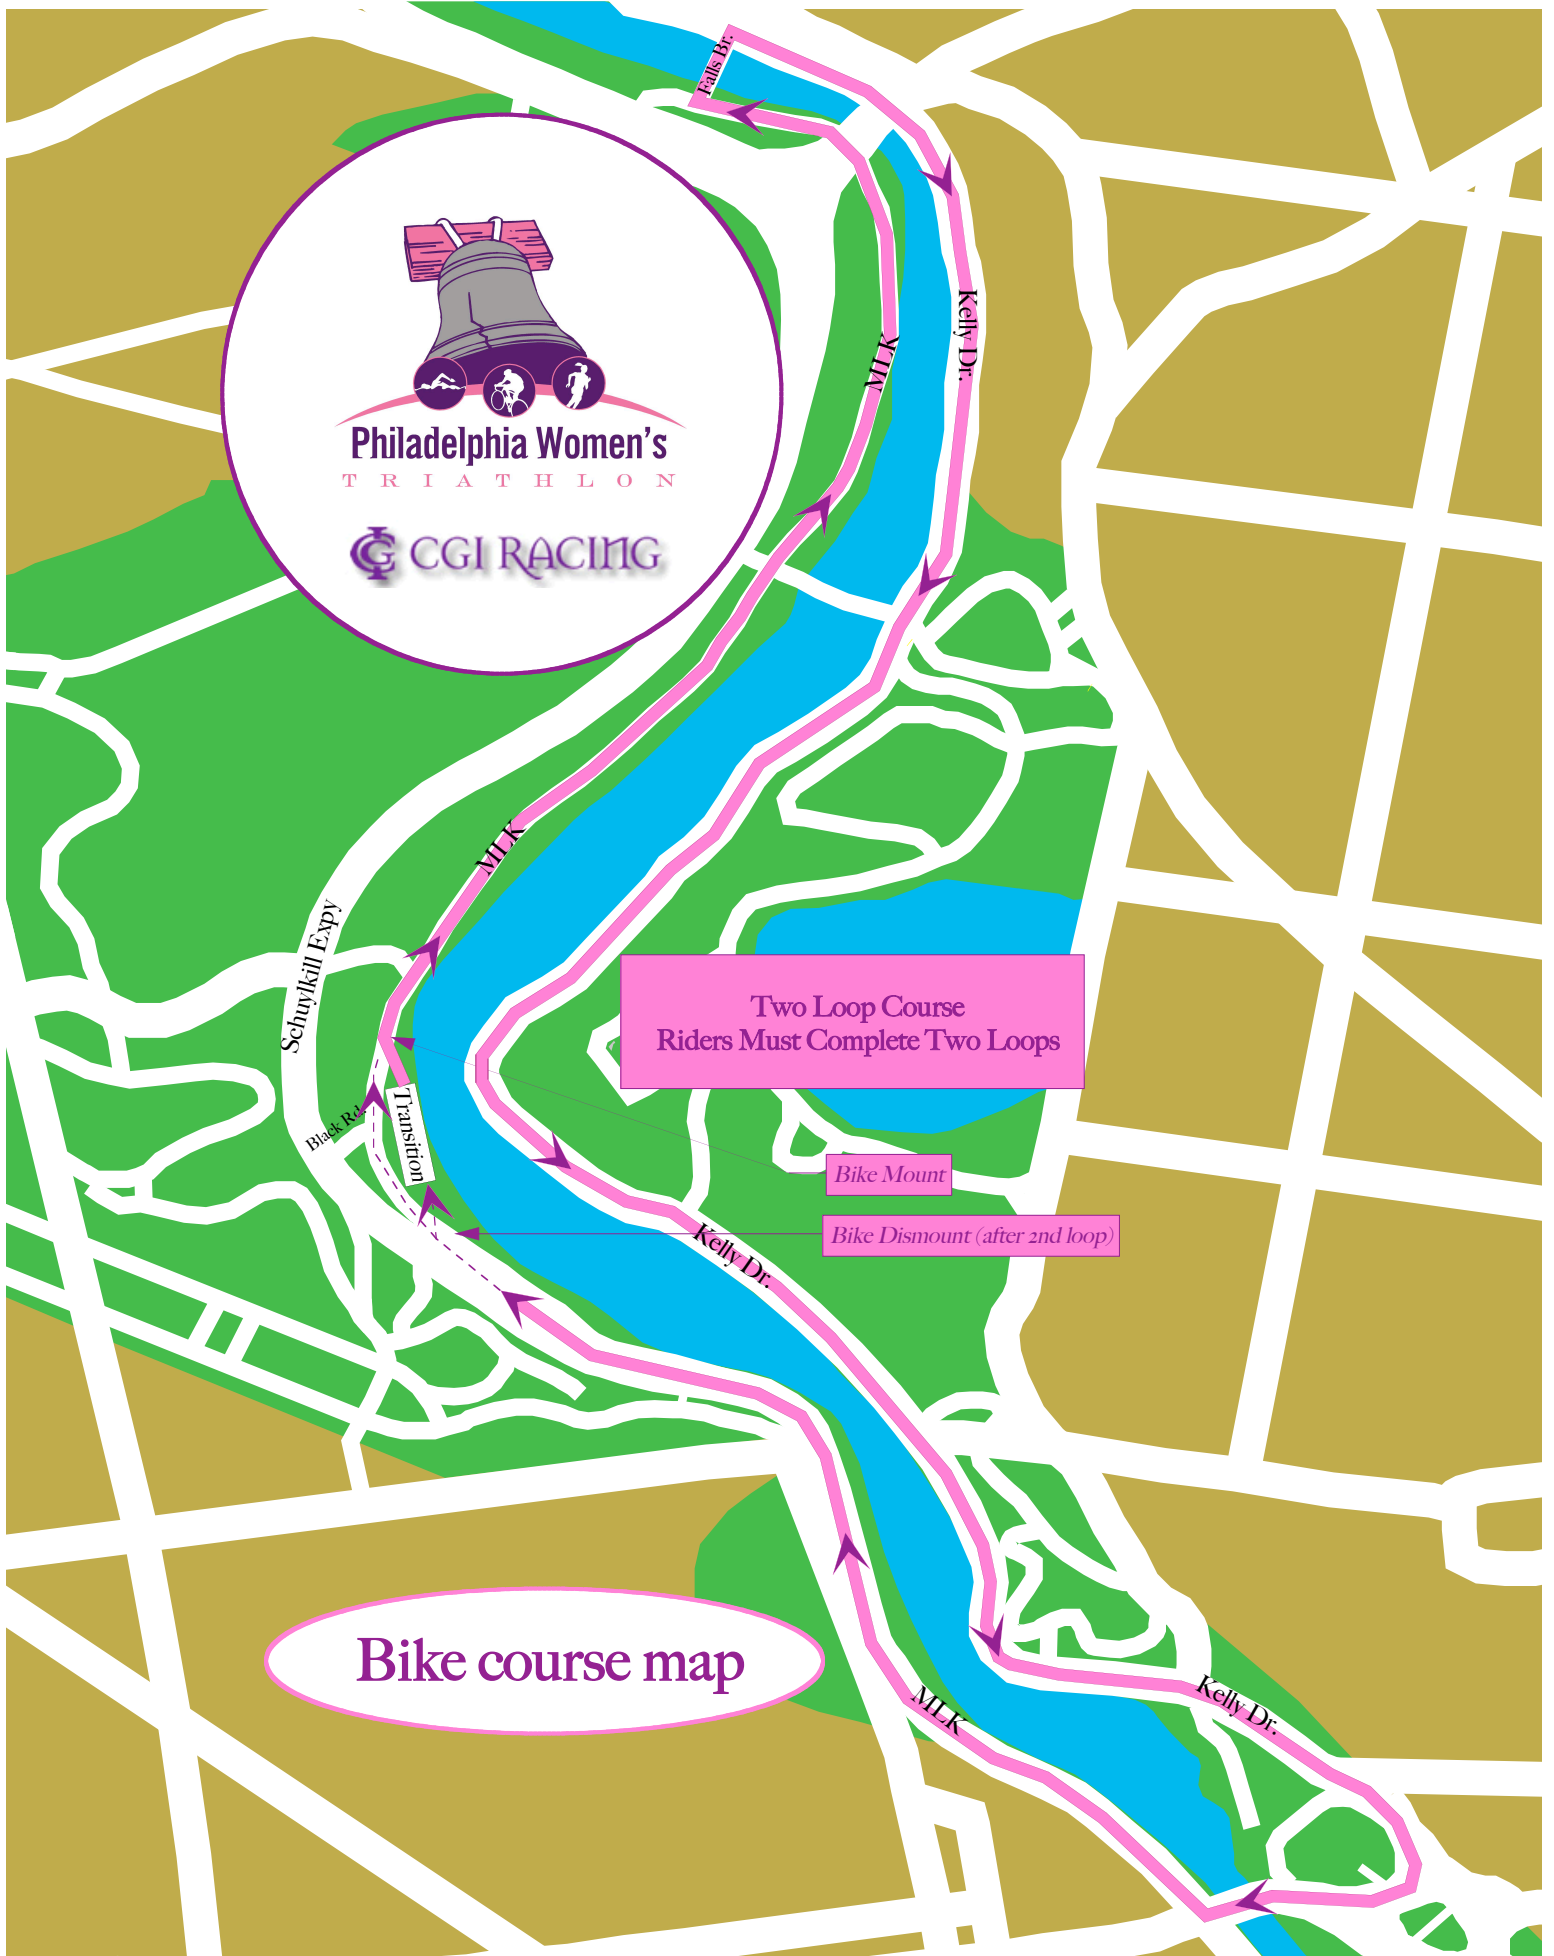 Falls Br.
Kelly Dr.
MLK
Philadelphia Women's
TRIATHLON
CGI RACING
MLK
Schuylkill Expy
Two Loop Course
Riders Must Complete Two Loops
Black Rd.
Transition
Bike Mount
Bike Dismount (after 2nd loop)
Kelly Dr.
Bike course map
MLK
Kelly Dr.